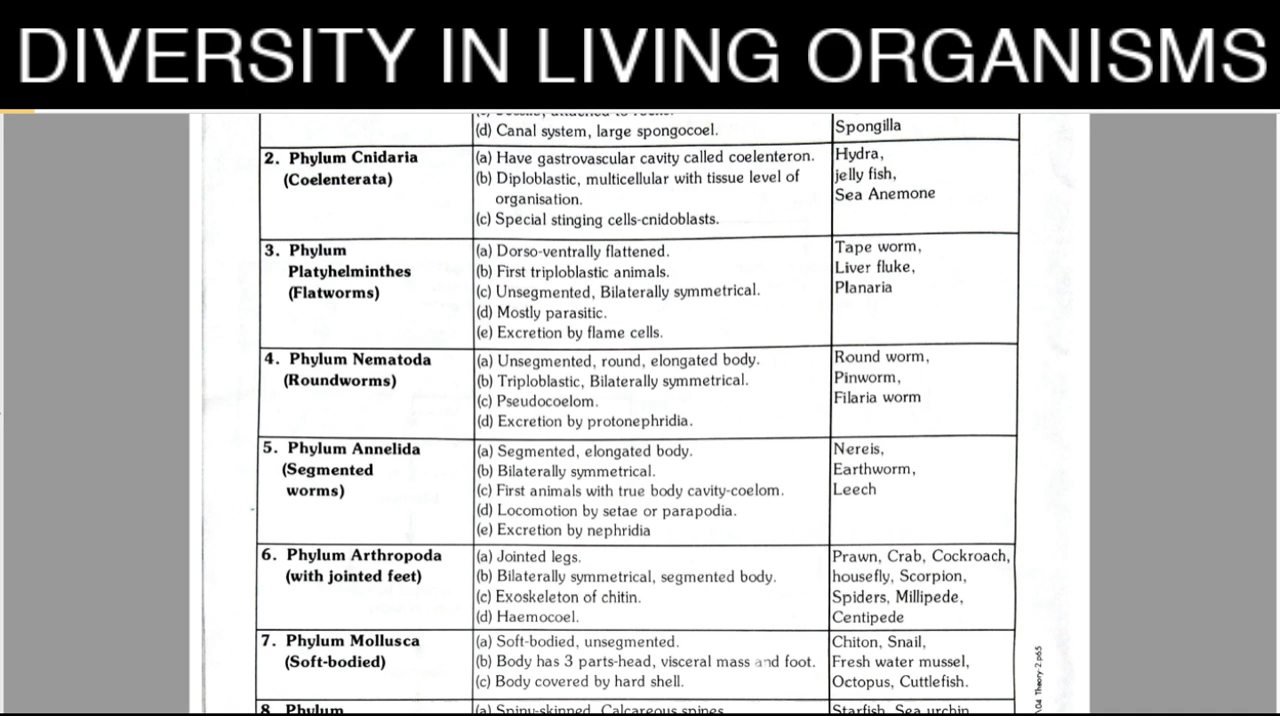 DIVERSITY IN LIVING ORGANISMS
(d) Canal system, large spongocoel.
Spongilla
2. Phylum Cnidaria
(Coelenterata)
(a) Have gastrovascular cavity called coelenteron.
(b) Diploblastic, multicellular with tissue level of
organisation.
(c) Special stinging cells-cnidoblasts.
Hydra,
jelly fish,
Sea Anemone
3. Phylum
Platyhelminthes
(Flatworms)
(a) Dorso-ventrally flattened.
(b) First triploblastic animals.
(c) Unsegmented, Bilaterally symmetrical.
(d) Mostly parasitic.
(e) Excretion by flame cells.
Tape worm,
Liver fluke,
Planaria
4. Phylum Nematoda
(Roundworms)
(a) Unsegmented, round, elongated body.
(b) Triploblastic, Bilaterally symmetrical.
(c) Pseudocoelom.
(d) Excretion by protonephridia.
Round worm,
Pinworm,
Filaria worm
5. Phylum Annelida
(Segmented
worms)
(a) Segmented, elongated body.
(b) Bilaterally symmetrical.
(c) First animals with true body cavity-coelom.
(d) Locomotion by setae or parapodia.
(e) Excretion by nephridia
Nereis,
Earthworm,
Leech
6. Phylum Arthropoda
(with jointed feet)
(a) Jointed legs.
(b) Bilaterally symmetrical, segmented body.
(c) Exoskeleton of chitin.
(d) Haemocoel.
Prawn, Crab, Cockroach,
housefly, Scorpion,
Spiders, Millipede,
Centipede
7. Phylum Mollusca
(Soft-bodied)
(a) Soft-bodied, unsegmented.
(b) Body has 3 parts-head, visceral mass and foot.
(c) Body covered by hard shell.
Chiton, Snail,
Fresh water mussel,
Octopus, Cuttlefish.
8. Phylum
(a) Spiny-skinned, Calcareous spines
Starfish, Sea urchin
\04 Theory-2.p65